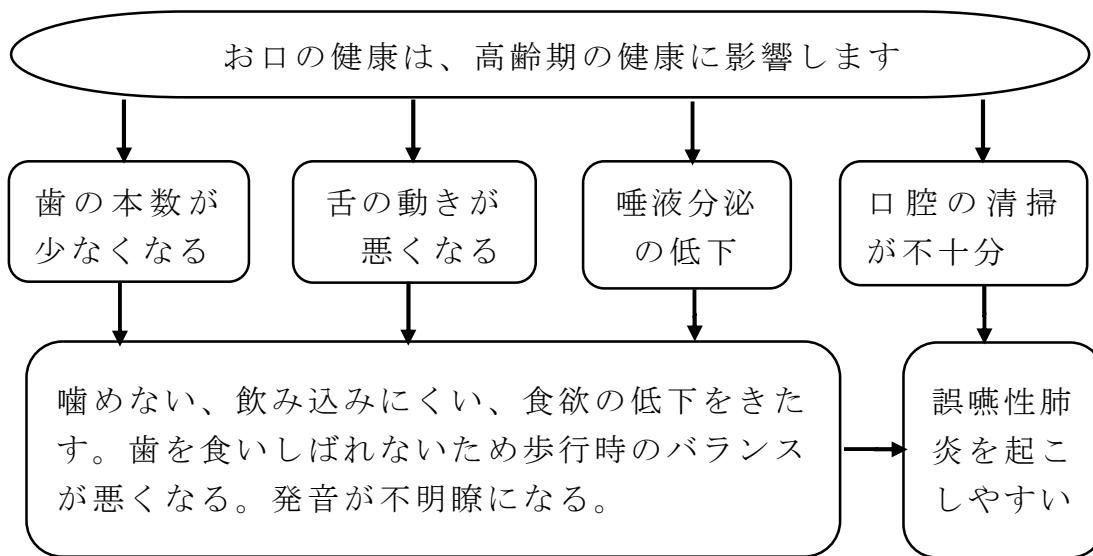 お口の健康は、高齢期の健康に影響します
歯の本数が
少なくなる
舌の動きが
悪くなる
唾液分泌
の低下
口腔の清掃
が不十分
噛めない、飲み込みにくい、食欲の低下をきた
す。歯を食いしばれないため歩行時のバランス
が悪くなる。発音が不明瞭になる。
誤嚥性肺
炎を起こ
しやすい